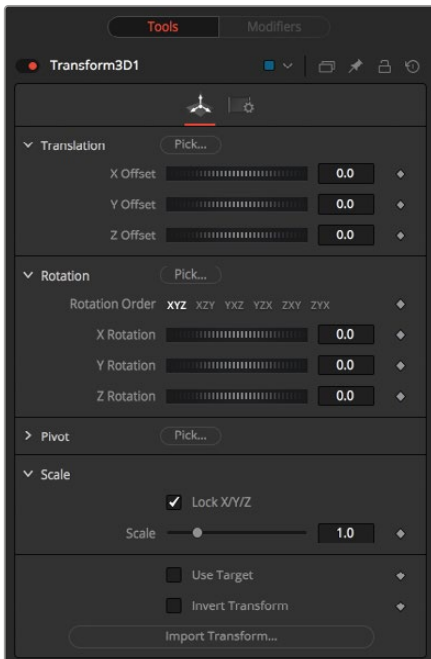 Tools Modifiers
Transform3D1
Translation Pick...
X Offset 0.0
Y Offset 0.0
Z Offset 0.0
Rotation Pick...
Rotation Order XYZ XZY YXZ YZX ZXY ZYX
X Rotation 0.0
Y Rotation 0.0
Z Rotation 0.0
Pivot Pick...
Scale
Lock X/Y/Z
Scale 1.0
Use Target
Invert Transform
Import Transform...